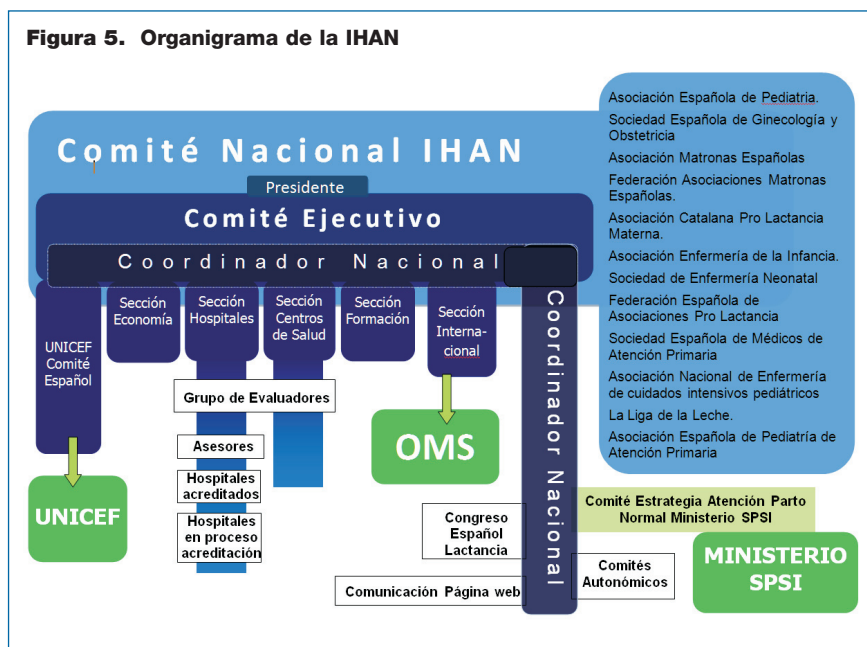 Figura 5. Organigrama de la IHAN
Comité Nacional IHAN
Presidente
Comité Ejecutivo
Coordinador Nacional
UNICEF
Comité
Español
Sección
Economía
Sección
Hospitales
Sección
Centros
de Salud
Sección
Formación
Sección
Interna-
cional
Coordinador Nacional
Grupo de Evaluadores
Asesores
Hospitales
acreditados
Hospitales
en proceso
acreditación
UNICEF
OMS
Congreso
Español
Lactancia
Comunicación Página web
Asociación Española de Pediatria.
Sociedad Española de Ginecología y
Obstetricia
Asociación Matronas Españolas
Federación Asociaciones Matronas
Españolas.
Asociación Catalana Pro Lactancia
Materna.
Asociación Enfermería de la Infancia.
Sociedad de Enfermería Neonatal
Federación Española de
Asociaciones Pro Lactancia
Sociedad Española de Médicos de
Atención Primaria
Asociación Nacional de Enfermería
de cuidados intensivos pediátricos
La Liga de la Leche.
Asociación Española de Pediatría de
Atención Primaria
Comité Estrategia Atención Parto
Normal Ministerio SPSI
Comités
Autonómicos
MINISTERIO
SPSI